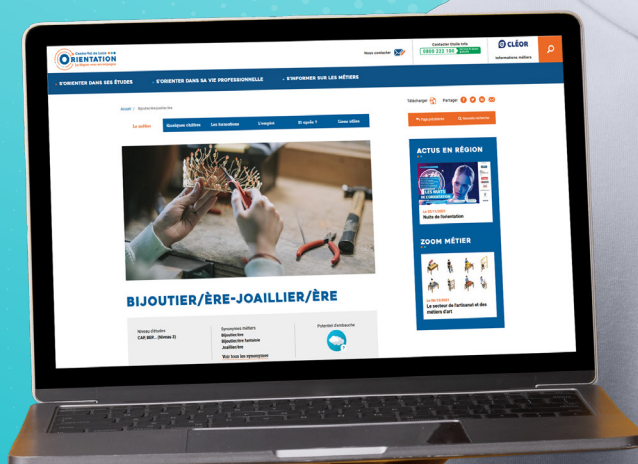 Centre-Val de Loire
ORIENTATION
La Région vous accompagne
Nous contacter
Contacter Etoile info
0800 222 100
CLÉOR
Informations métiers
S'ORIENTER DANS SES ÉTUDES
S'ORIENTER DANS SA VIE PROFESSIONNELLE
S'INFORMER SUR LES MÉTIERS
Accueil / Bijoutier/ère-joaillier/ère
Télécharger
Partager
Le métier
Quelques chiffres
Les formations
L'emploi
Et après ?
Liens utiles
Page précédente
Nouvelle recherche
ACTUS EN RÉGION
LES NUITS
DE L'ORIENTATION
Nuits de l'orientation
ZOOM MÉTIER
Le secteur de l'artisanat et des
métiers d'art
BIJOUTIER/ÈRE-JOAILLIER/ÈRE
Niveau d'études
CAP, BEP... (Niveau 3)
Synonymes métiers
Bijoutier/ère
Bijoutier/ère fantaisie
Joaillier/ère
Voir tous les synonymes
Potentiel d'embauche